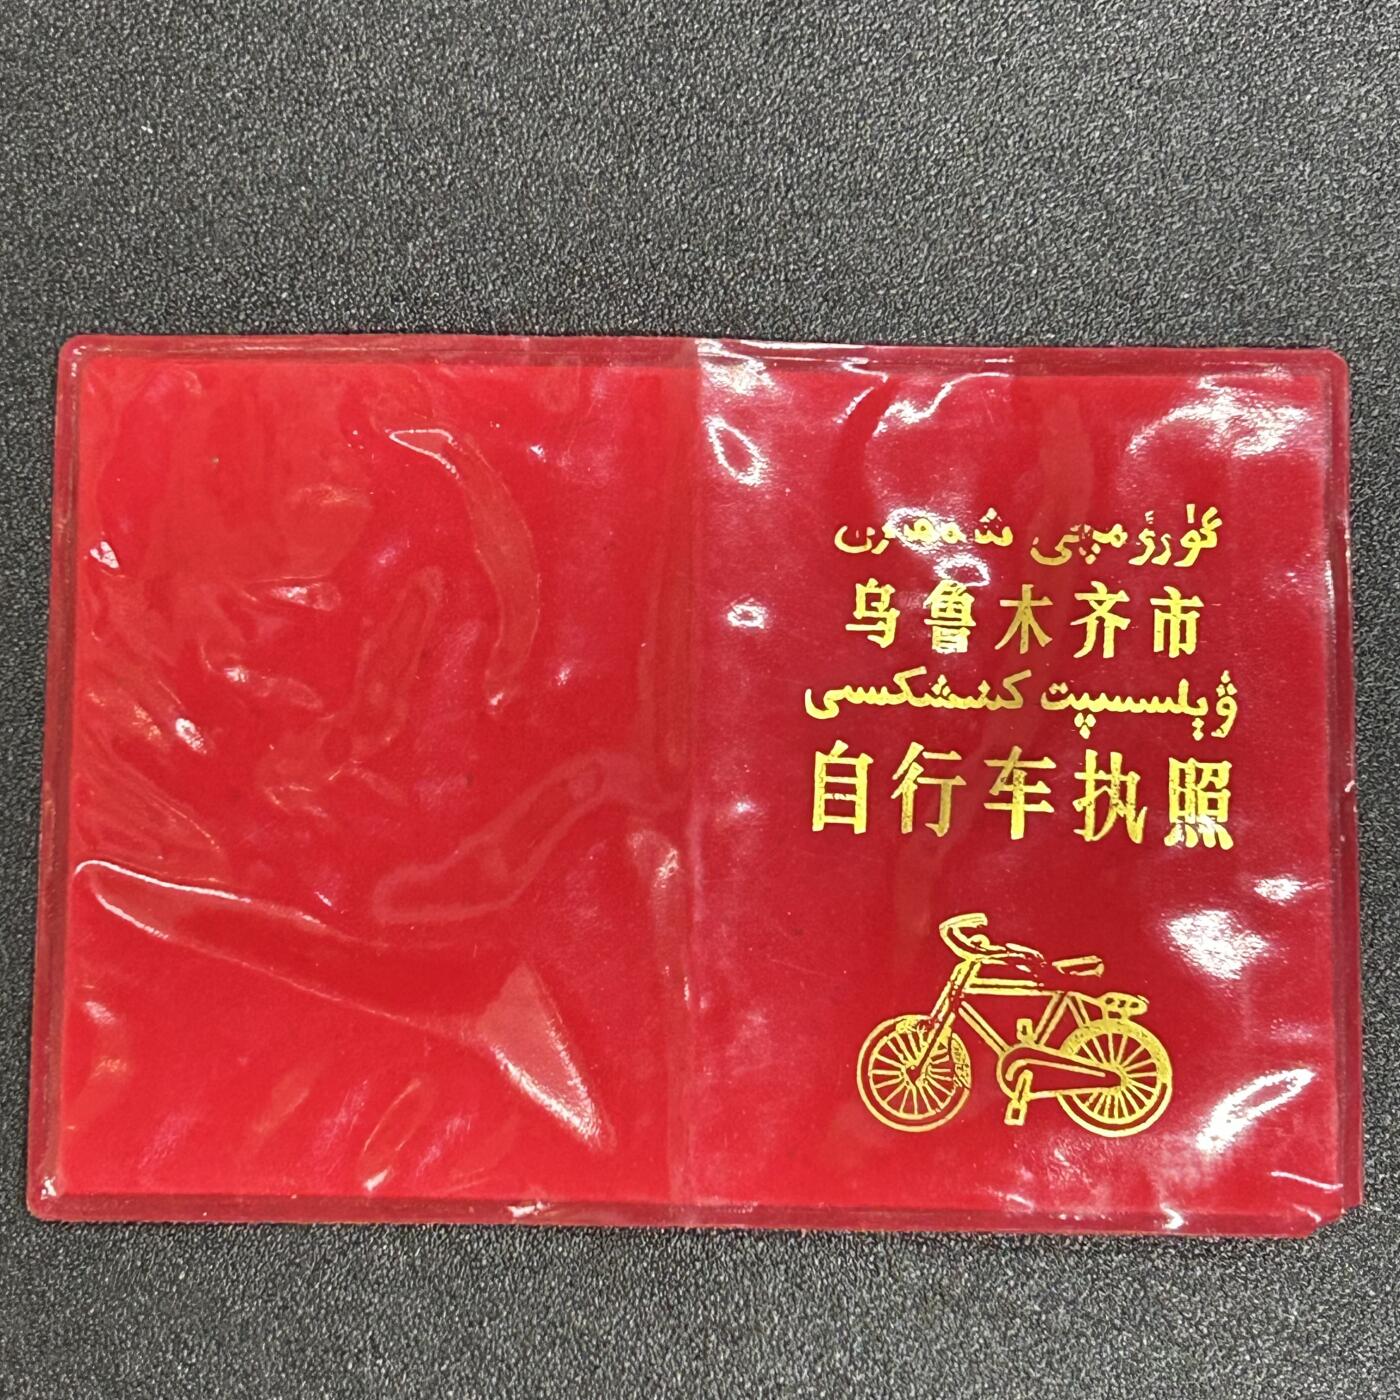 ئۈرۈمچى شەھىرى
乌鲁木齐市
ۋېلىسىپىت كىنىشكىسى
自行车执照